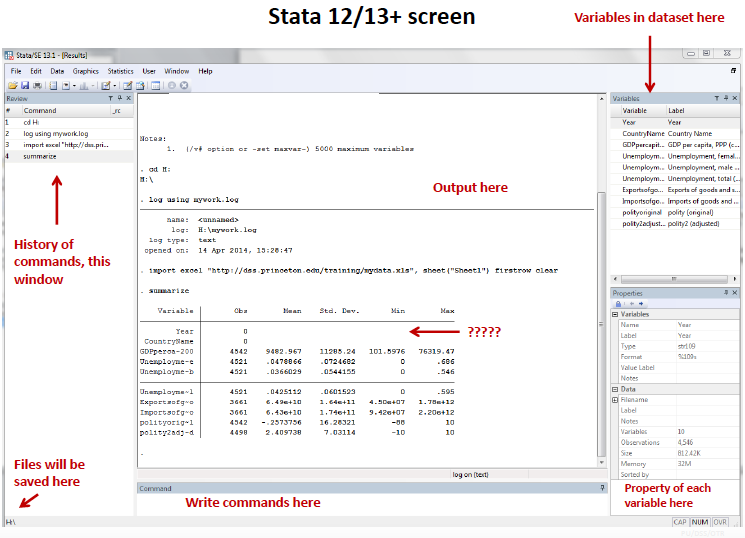 Stata 12/13+ screen
Variables in dataset here
Stata/SE 13.1 - [Results]
File Edit Data Graphics Statistics User Window Help
Review
# Command _rc
1 cd H:
2 log using mywork.log
3 import excel "http://dss.pri...
4 summarize
History of
commands, this
window
Files will be
saved here
H:\
Notes:
1. (/v# option or -set maxvar-) 5000 maximum variables
. cd H:
H:\
. log using mywork.log
name: <unnamed>
log: H:\mywork.log
log type: text
opened on: 14 Apr 2014, 15:28:47
. import excel "http://dss.princeton.edu/training/mydata.xls", sheet("Sheet1") firstrow clear
. summarize
Variable Obs Mean Std. Dev. Min Max
Year 0
CountryName 0
GDPperca~200 4542 9482.967 11285.24 101.5976 76319.47
Unemployme~e 4521 .0478866 .0724682 0 .686
Unemployme~b 4521 .0366029 .0544155 0 .546
Unemployme~l 4521 .0425112 .0601523 0 .595
Exportsofg~o 3661 6.49e+10 1.64e+11 4.50e+07 1.78e+12
Importsofg~o 3661 6.43e+10 1.74e+11 9.42e+07 2.20e+12
polityorig~l 4542 -.2573756 16.28321 -88 10
polity2adj~d 4498 2.409738 7.03114 -10 10
.
Output here
?????
log on (text)
Command
Write commands here
Variables
Variable Label
Year Year
CountryName Country Name
GDPpercapit... GDP per capita, PPP (c...
Unemploym... Unemployment, femal...
Unemploym... Unemployment, male ...
Unemploym... Unemployment, total (...
Exportsofgo... Exports of goods and s...
Importsofgo... Imports of goods and ...
polityoriginal polity (original)
polity2adjust... polity2 (adjusted)
Properties
Variables
Name Year
Label Year
Type str109
Format %109s
Value Label
Notes
Data
Filename
Label
Notes
Variables 10
Observations 4,546
Size 812.42K
Memory 32M
Sorted by
Property of each
variable here
CAP NUM OVR